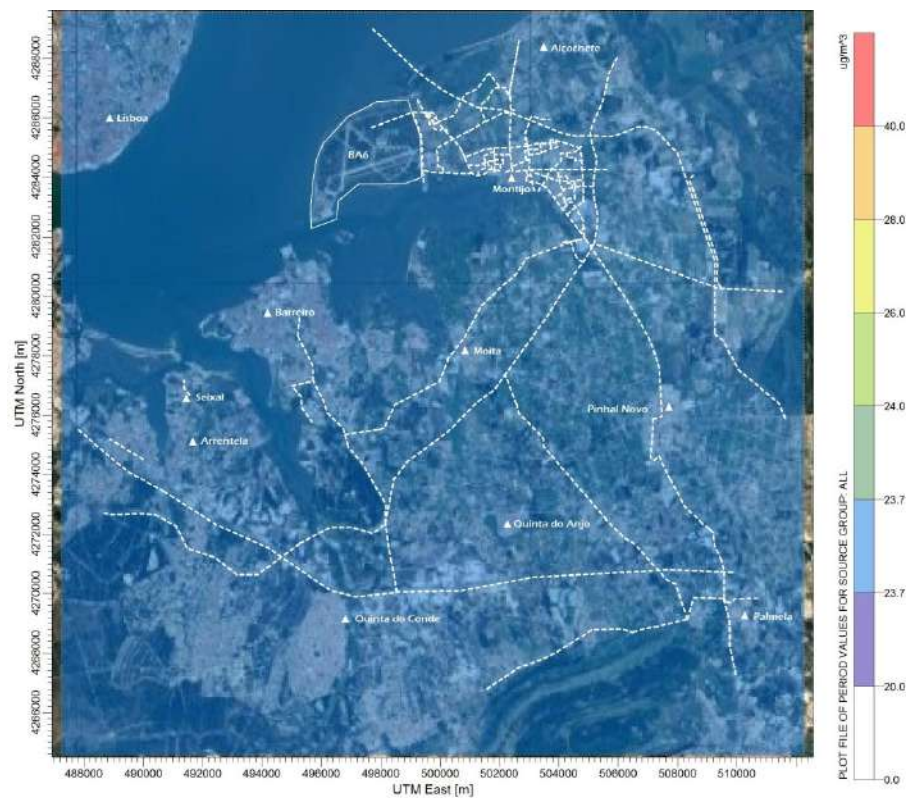 Alcochete
Lisboa
BA6
Montijo
Barreiro
Moita
Seixal
Arrentela
Pinhal Novo
Quinta do Anjo
Quinta do Conde
Palmela
UTM North [m]
4288000
4286000
4284000
4282000
4280000
4278000
4276000
4274000
4272000
4270000
4268000
4266000
488000 490000 492000 494000 496000 498000 500000 502000 504000 506000 508000 510000
UTM East [m]
PLOT FILE OF PERIOD VALUES FOR SOURCE GROUP: ALL
ug/m^3
40.0
28.0
26.0
24.0
23.7
23.7
20.0
0.0